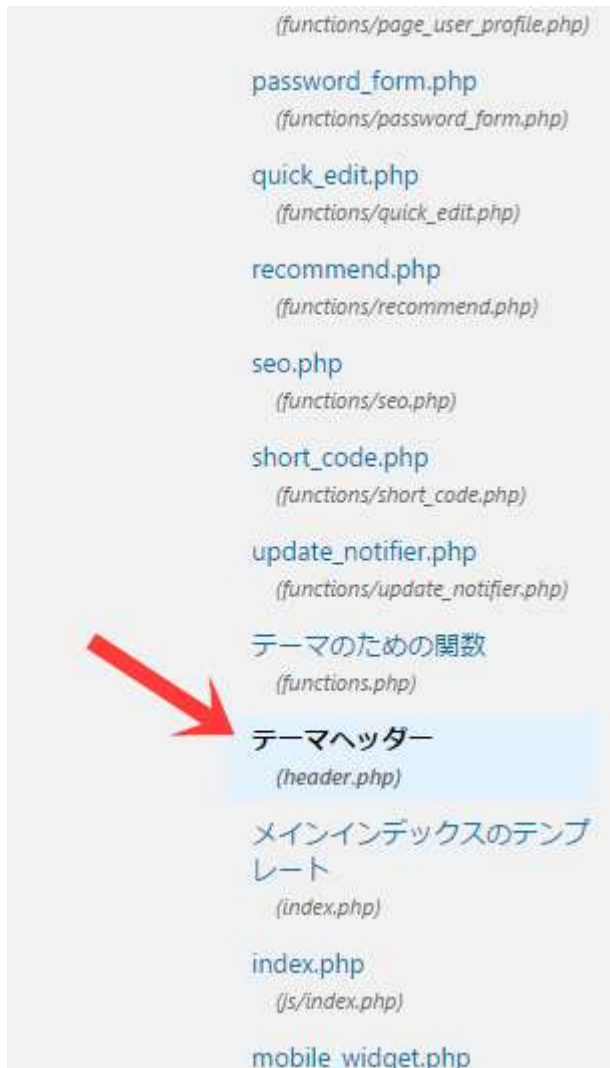 (functions/page_user_profile.php)
password_form.php
(functions/password_form.php)
quick_edit.php
(functions/quick_edit.php)
recommend.php
(functions/recommend.php)
seo.php
(functions/seo.php)
short_code.php
(functions/short_code.php)
update_notifier.php
(functions/update_notifier.php)
テーマのための関数
(functions.php)
テーマヘッダー
(header.php)
メインインデックスのテンプ
レート
(index.php)
index.php
(js/index.php)
mobile_widget.php